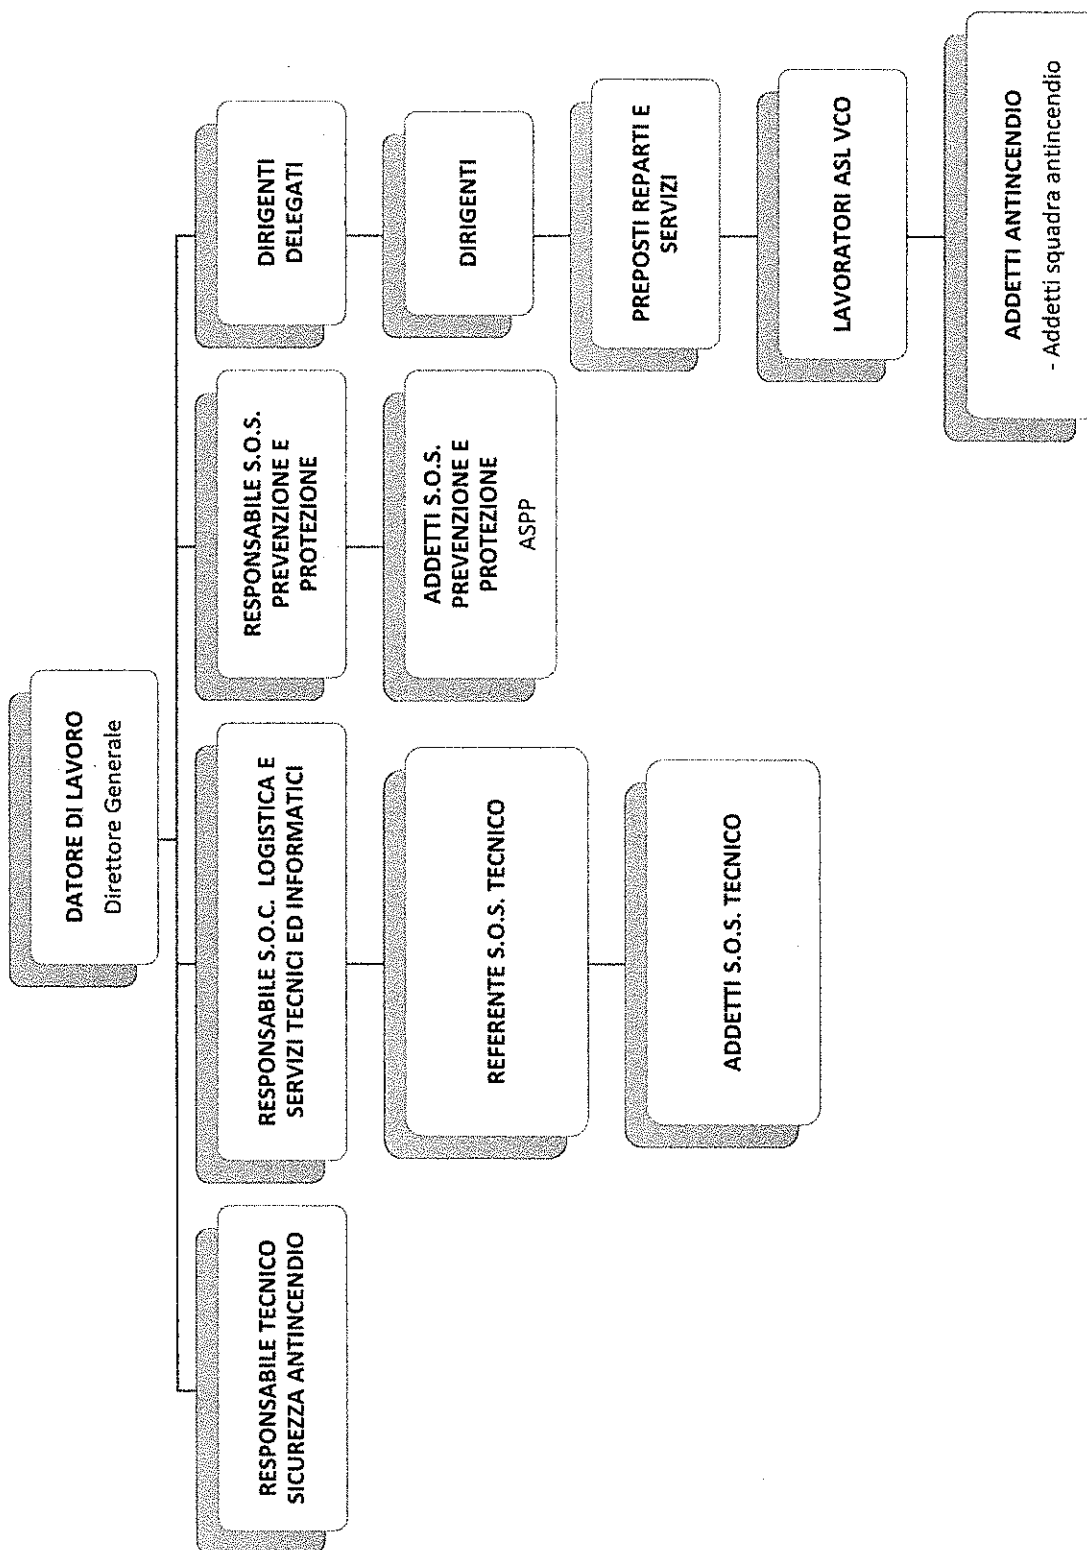 DATORE DI LAVORO
Direttore Generale
RESPONSABILE TECNICO
SICUREZZA ANTINCENDIO
RESPONSABILE S.O.C. LOGISTICA E
SERVIZI TECNICI ED INFORMATICI
RESPONSABILE S.O.S.
PREVENZIONE E
PROTEZIONE
DIRIGENTI
DELEGATI
REFERENTE S.O.S. TECNICO
ADDETTI S.O.S.
PREVENZIONE E
PROTEZIONE
ASPP
DIRIGENTI
ADDETTI S.O.S. TECNICO
PREPOSTI REPARTI E
SERVIZI
LAVORATORI ASL VCO
ADDETTI ANTINCENDIO
- Addetti squadra antincendio